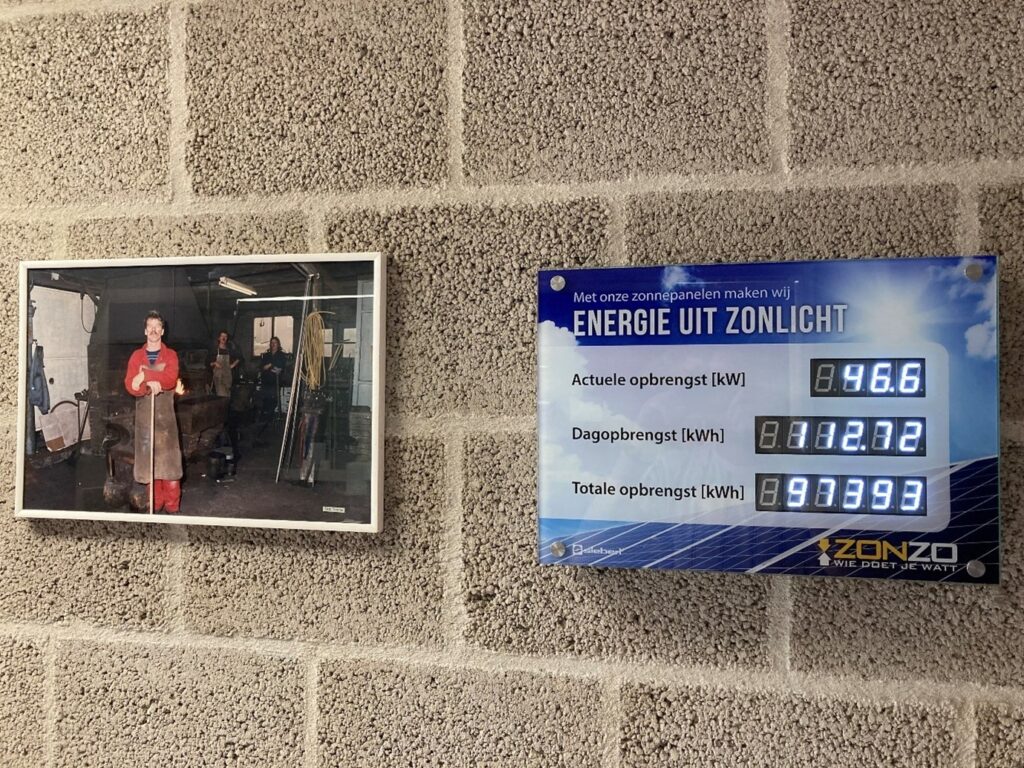 Met onze zonnepanelen maken wij
ENERGIE UIT ZONLICHT
Actuele opbrengst [kW] 46.6
Dagopbrengst [kWh] 112.72
Totale opbrengst [kWh] 97393
siebert
ZONZO
WIE DOET JE WATT